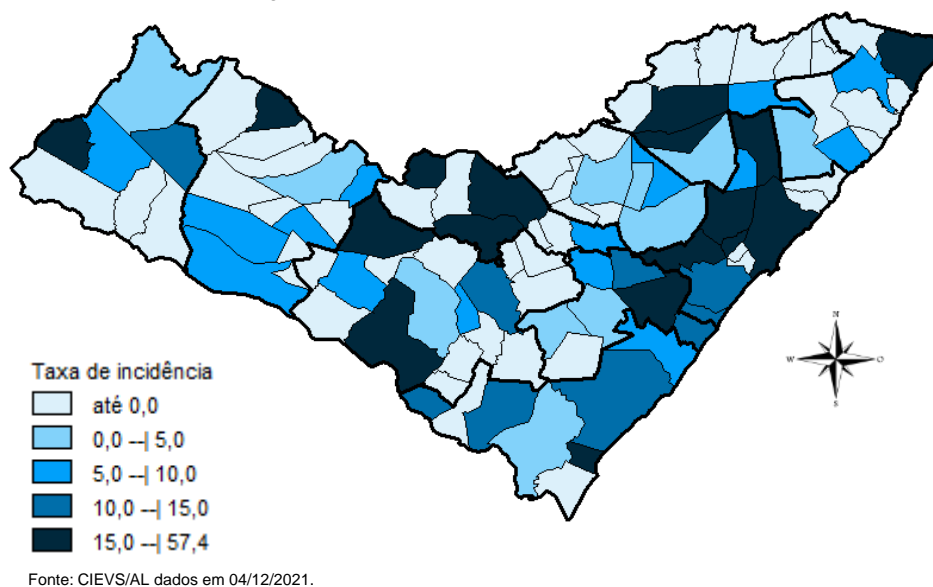 N
W
O
S
Taxa de incidência
até 0,0
0,0 --| 5,0
5,0 --| 10,0
10,0 --| 15,0
15,0 --| 57,4
Fonte: CIEVS/AL dados em 04/12/2021.